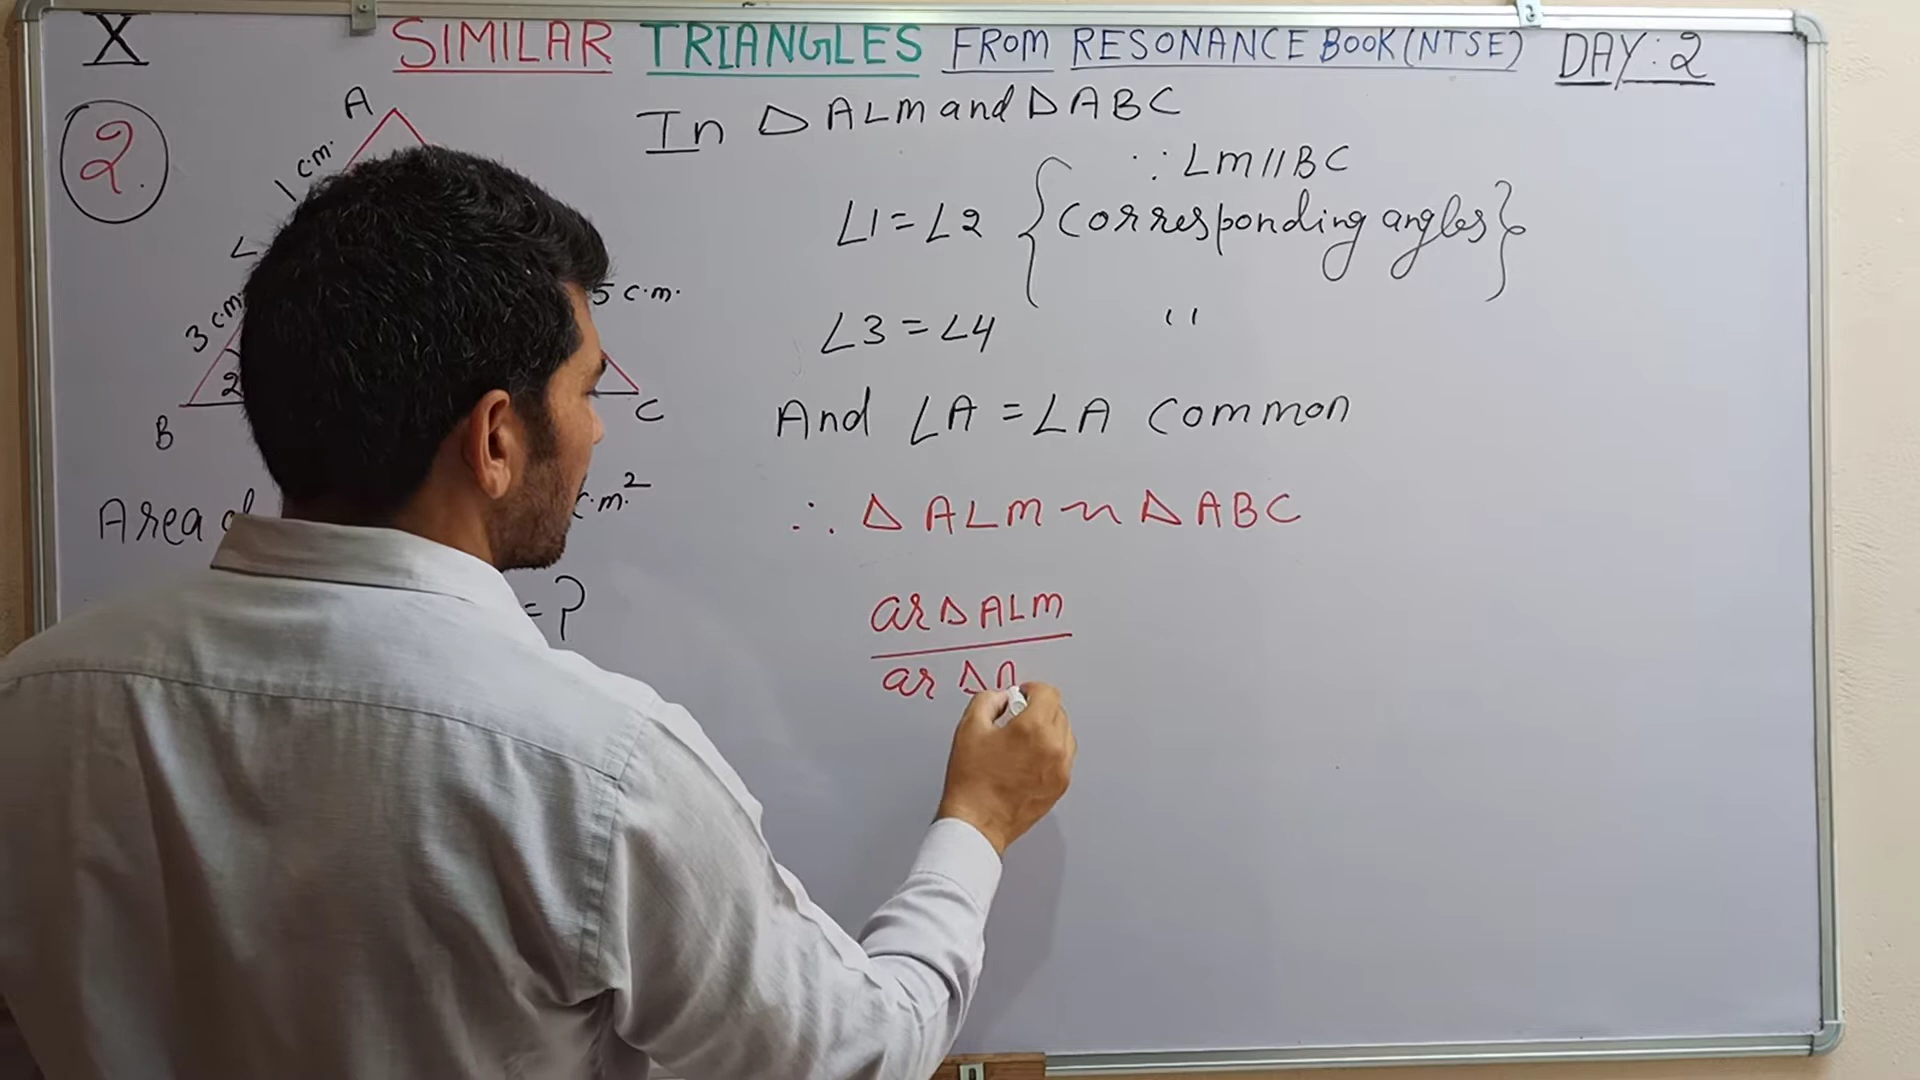 X
SIMILAR TRIANGLES FROM RESONANCE BOOK (NTSE) DAY: 2
2.
A
1 c.m.
L
3 c.m.
5 c.m.
2
B
C
Area
c.m.²
= ?
In Δ ALM and Δ ABC
∵ LM // BC
∠1 = ∠2 {Corresponding angles}
∠3 = ∠4 "
And ∠A = ∠A Common
∴ Δ ALM ~ Δ ABC
ar Δ ALM
ar Δ A